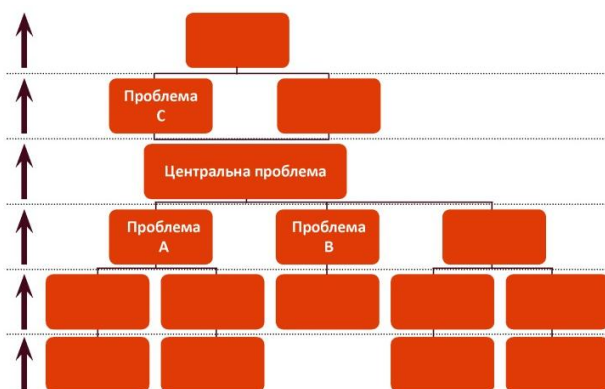 Проблема
С
Центральна проблема
Проблема
А
Проблема
В